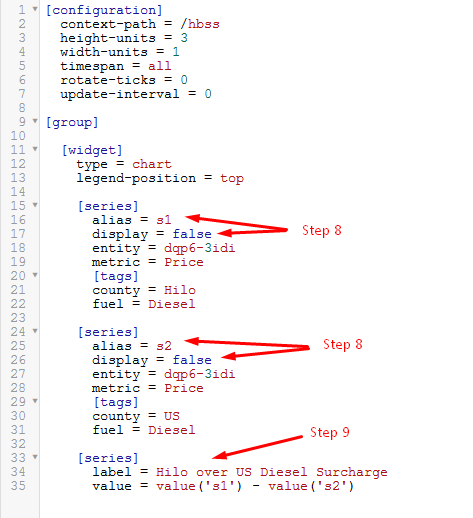 1 [configuration]
2 context-path = /hbss
3 height-units = 3
4 width-units = 1
5 timespan = all
6 rotate-ticks = 0
7 update-interval = 0
8
9 [group]
10
11 [widget]
12 type = chart
13 legend-position = top
14
15 [series]
16 alias = s1
17 display = false Step 8
18 entity = dqp6-3idi
19 metric = Price
20 [tags]
21 county = Hilo
22 fuel = Diesel
23
24 [series]
25 alias = s2 Step 8
26 display = false
27 entity = dqp6-3idi
28 metric = Price
29 [tags]
30 county = US
31 fuel = Diesel Step 9
32
33 [series]
34 label = Hilo over US Diesel Surcharge
35 value = value('s1') - value('s2')